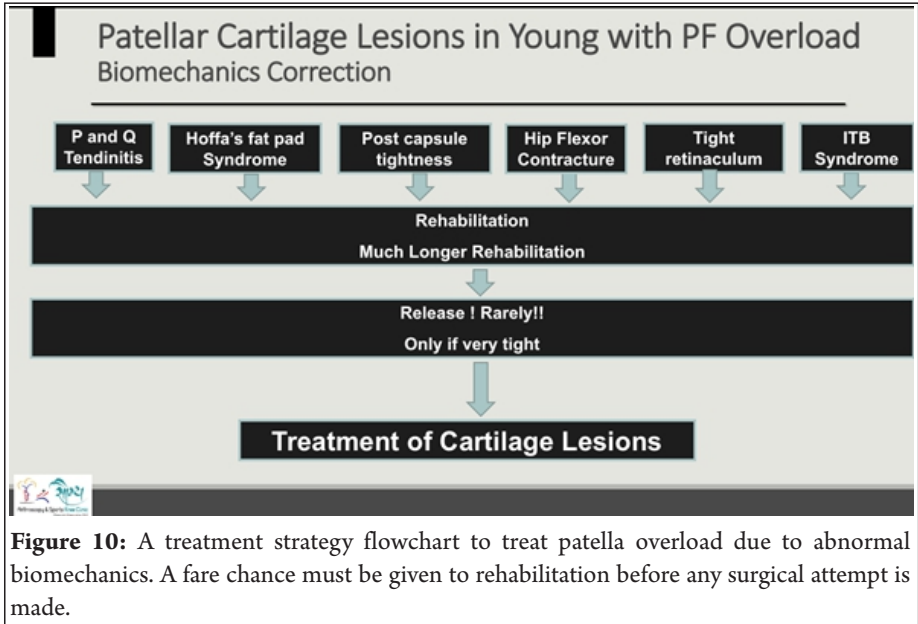 Patellar Cartilage Lesions in Young with PF Overload
Biomechanics Correction
P and Q
Tendinitis
Hoffa's fat pad
Syndrome
Post capsule
tightness
Hip Flexor
Contracture
Tight
retinaculum
ITB
Syndrome
Rehabilitation
Much Longer Rehabilitation
Release ! Rarely!!
Only if very tight
Treatment of Cartilage Lesions
Figure 10: A treatment strategy flowchart to treat patella overload due to abnormal
biomechanics. A fare chance must be given to rehabilitation before any surgical attempt is
made.